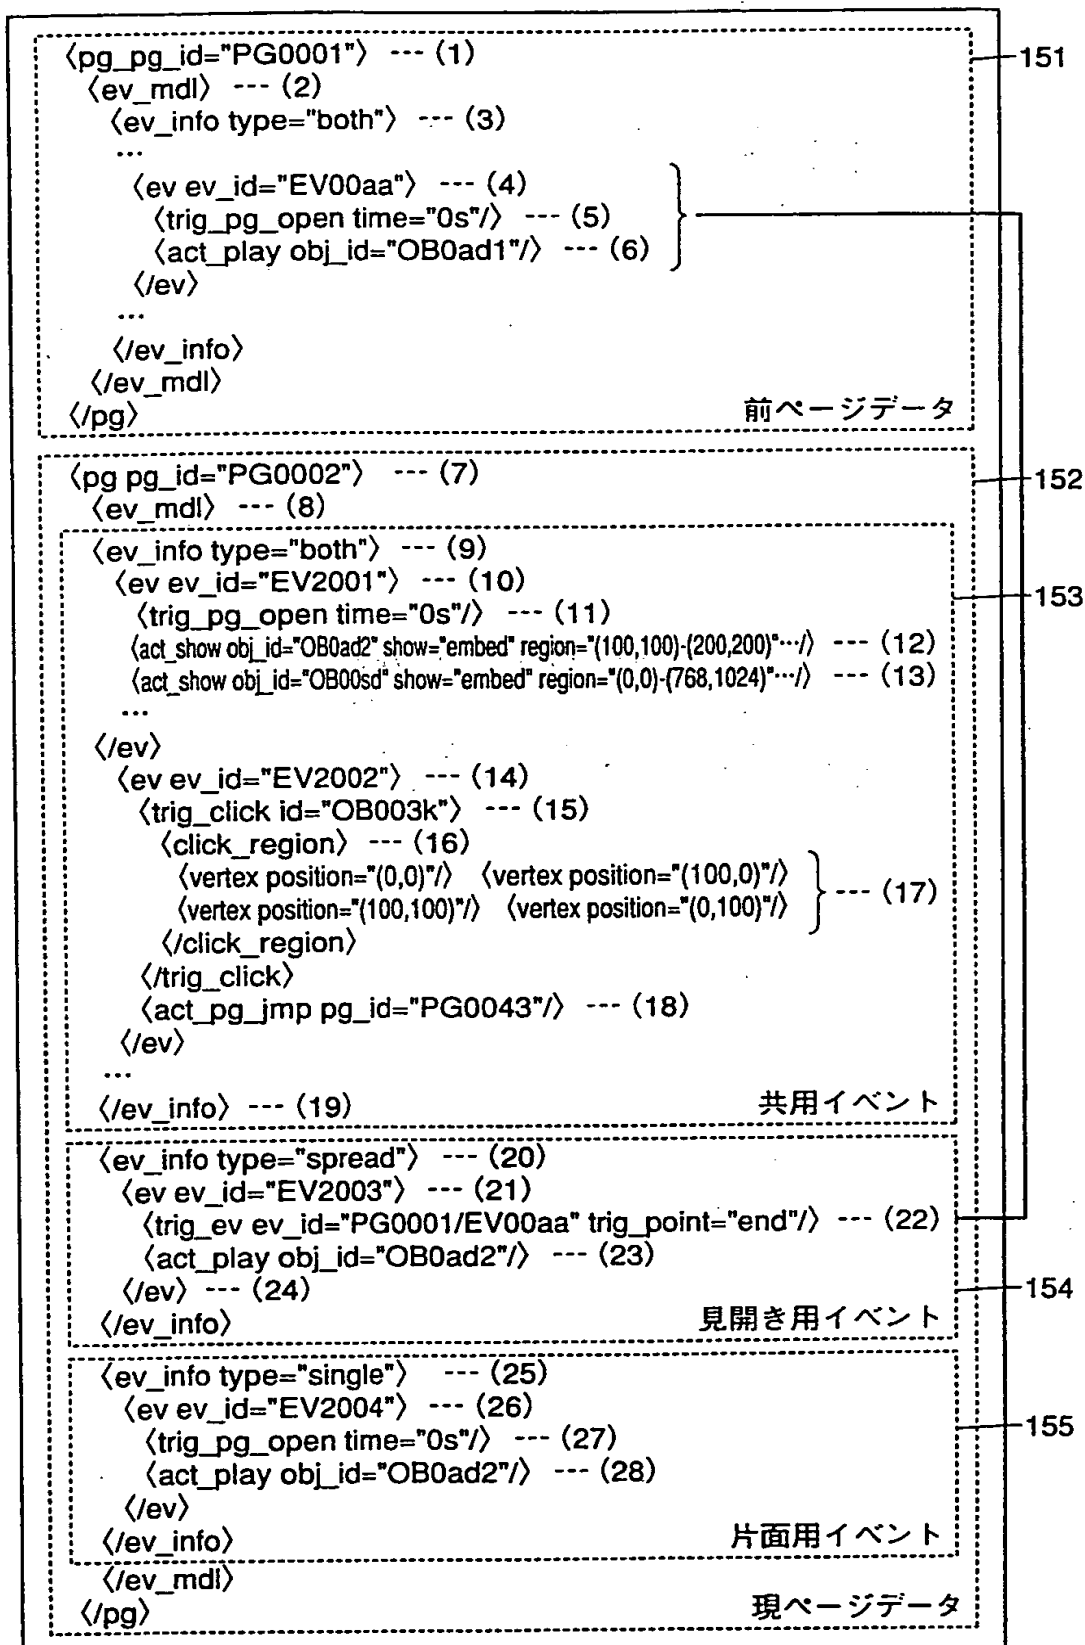 〈pg_pg_id="PG0001"〉 --- (1)
151
〈ev_mdl〉 --- (2)
〈ev_info type="both"〉 --- (3)
…
〈ev ev_id="EV00aa"〉 --- (4)
〈trig_pg_open time="0s"/〉 --- (5)
〈act_play obj_id="OB0ad1"/〉 --- (6)
〈/ev〉
…
〈/ev_info〉
〈/ev_mdl〉
〈/pg〉
前ページデータ
〈pg pg_id="PG0002"〉 --- (7)
152
〈ev_mdl〉 --- (8)
〈ev_info type="both"〉 --- (9)
〈ev ev_id="EV2001"〉 --- (10)
153
〈trig_pg_open time="0s"/〉 --- (11)
〈act_show obj_id="OB0ad2" show="embed" region="(100,100)-(200,200)"…/〉 --- (12)
〈act_show obj_id="OB00sd" show="embed" region="(0,0)-(768,1024)"…/〉 --- (13)
…
〈/ev〉
〈ev ev_id="EV2002"〉 --- (14)
〈trig_click id="OB003k"〉 --- (15)
〈click_region〉 --- (16)
〈vertex position="(0,0)"/〉 〈vertex position="(100,0)"/〉
〈vertex position="(100,100)"/〉 〈vertex position="(0,100)"/〉 --- (17)
〈/click_region〉
〈/trig_click〉
〈act_pg_jmp pg_id="PG0043"/〉 --- (18)
〈/ev〉
…
〈/ev_info〉 --- (19)
共用イベント
〈ev_info type="spread"〉 --- (20)
〈ev ev_id="EV2003"〉 --- (21)
〈trig_ev ev_id="PG0001/EV00aa" trig_point="end"/〉 --- (22)
〈act_play obj_id="OB0ad2"/〉 --- (23)
〈/ev〉 --- (24)
154
〈/ev_info〉
見開き用イベント
〈ev_info type="single"〉 --- (25)
〈ev ev_id="EV2004"〉 --- (26)
155
〈trig_pg_open time="0s"/〉 --- (27)
〈act_play obj_id="OB0ad2"/〉 --- (28)
〈/ev〉
〈/ev_info〉
片面用イベント
〈/ev_mdl〉
〈/pg〉
現ページデータ